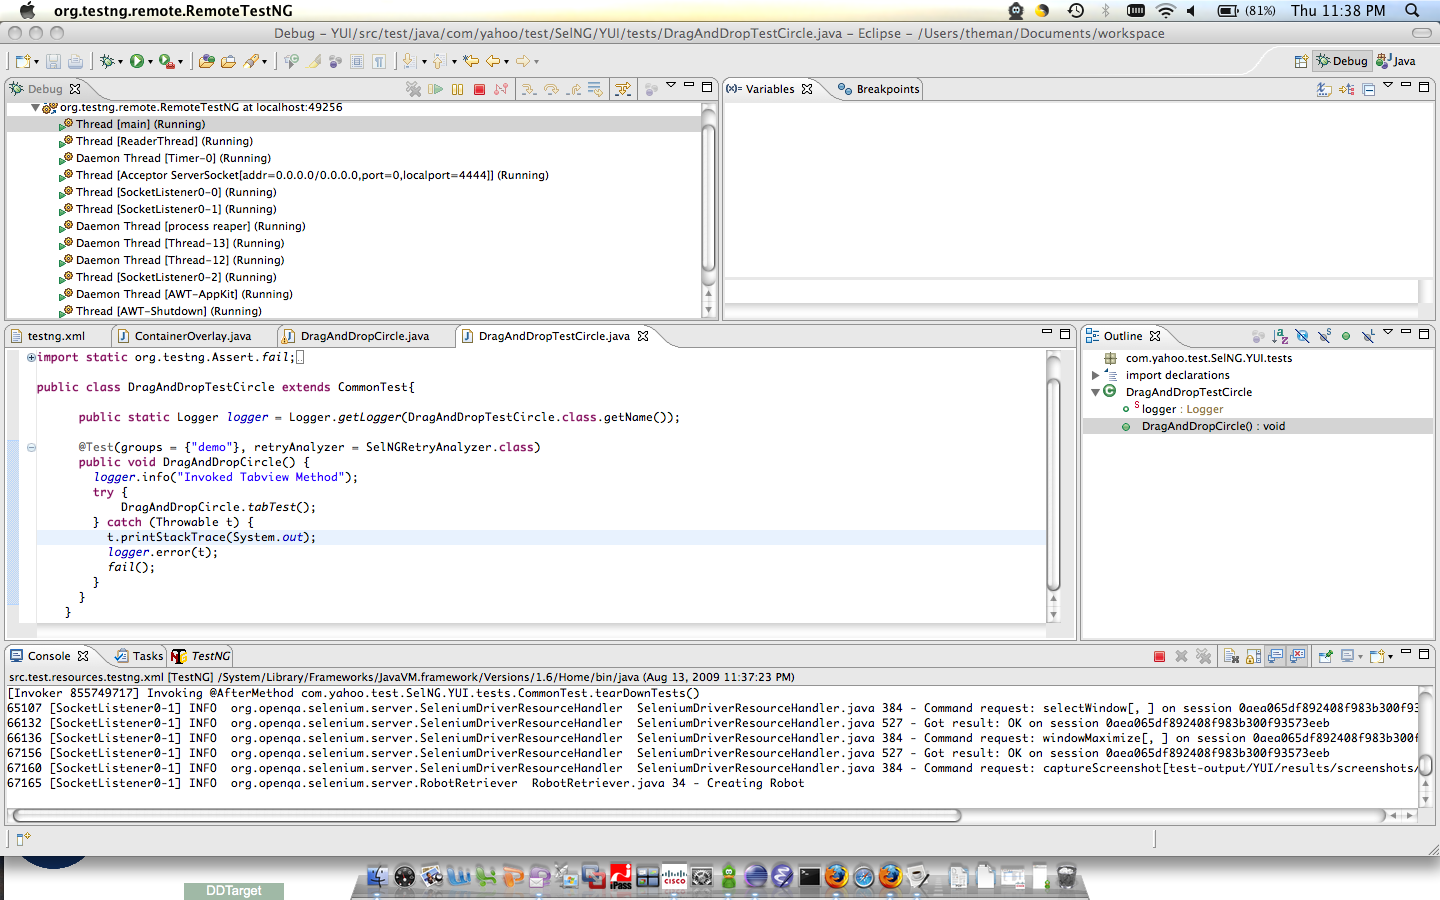 org.testng.remote.RemoteTestNG
(81%) Thu 11:38 PM
Debug – YUI/src/test/java/com/yahoo/test/SelNG/YUI/tests/DragAndDropTestCircle.java – Eclipse – /Users/theman/Documents/workspace
Debug Java
Debug
org.testng.remote.RemoteTestNG at localhost:49256
Thread [main] (Running)
Thread [ReaderThread] (Running)
Daemon Thread [Timer-0] (Running)
Thread [Acceptor ServerSocket[addr=0.0.0.0/0.0.0.0,port=0,localport=4444]] (Running)
Thread [SocketListener0-0] (Running)
Thread [SocketListener0-1] (Running)
Daemon Thread [process reaper] (Running)
Daemon Thread [Thread-13] (Running)
Daemon Thread [Thread-12] (Running)
Thread [SocketListener0-2] (Running)
Daemon Thread [AWT-AppKit] (Running)
Thread [AWT-Shutdown] (Running)
(x)= Variables Breakpoints
testng.xml ContainerOverlay.java DragAndDropCircle.java DragAndDropTestCircle.java
import static org.testng.Assert.fail;
public class DragAndDropTestCircle extends CommonTest{
public static Logger logger = Logger.getLogger(DragAndDropTestCircle.class.getName());
@Test(groups = {"demo"}, retryAnalyzer = SelNGRetryAnalyzer.class)
public void DragAndDropCircle() {
logger.info("Invoked Tabview Method");
try {
DragAndDropCircle.tabTest();
} catch (Throwable t) {
t.printStackTrace(System.out);
logger.error(t);
fail();
}
}
}
Outline
com.yahoo.test.SelNG.YUI.tests
import declarations
DragAndDropTestCircle
logger : Logger
DragAndDropCircle() : void
Console Tasks TestNG
src.test.resources.testng.xml [TestNG] /System/Library/Frameworks/JavaVM.framework/Versions/1.6/Home/bin/java (Aug 13, 2009 11:37:23 PM)
[Invoker 855749717] Invoking @AfterMethod com.yahoo.test.SelNG.YUI.tests.CommonTest.tearDownTests()
65107 [SocketListener0-1] INFO org.openqa.selenium.server.SeleniumDriverResourceHandler SeleniumDriverResourceHandler.java 384 - Command request: selectWindow[, ] on session 0aea065df892408f983b300f93
66132 [SocketListener0-1] INFO org.openqa.selenium.server.SeleniumDriverResourceHandler SeleniumDriverResourceHandler.java 527 - Got result: OK on session 0aea065df892408f983b300f93573eeb
66136 [SocketListener0-1] INFO org.openqa.selenium.server.SeleniumDriverResourceHandler SeleniumDriverResourceHandler.java 384 - Command request: windowMaximize[, ] on session 0aea065df892408f983b300f
67156 [SocketListener0-1] INFO org.openqa.selenium.server.SeleniumDriverResourceHandler SeleniumDriverResourceHandler.java 527 - Got result: OK on session 0aea065df892408f983b300f93573eeb
67160 [SocketListener0-1] INFO org.openqa.selenium.server.SeleniumDriverResourceHandler SeleniumDriverResourceHandler.java 384 - Command request: captureScreenshot[test-output/YUI/results/screenshots/
67165 [SocketListener0-1] INFO org.openqa.selenium.server.RobotRetriever RobotRetriever.java 34 - Creating Robot
DDTarget
iPass
CISCO